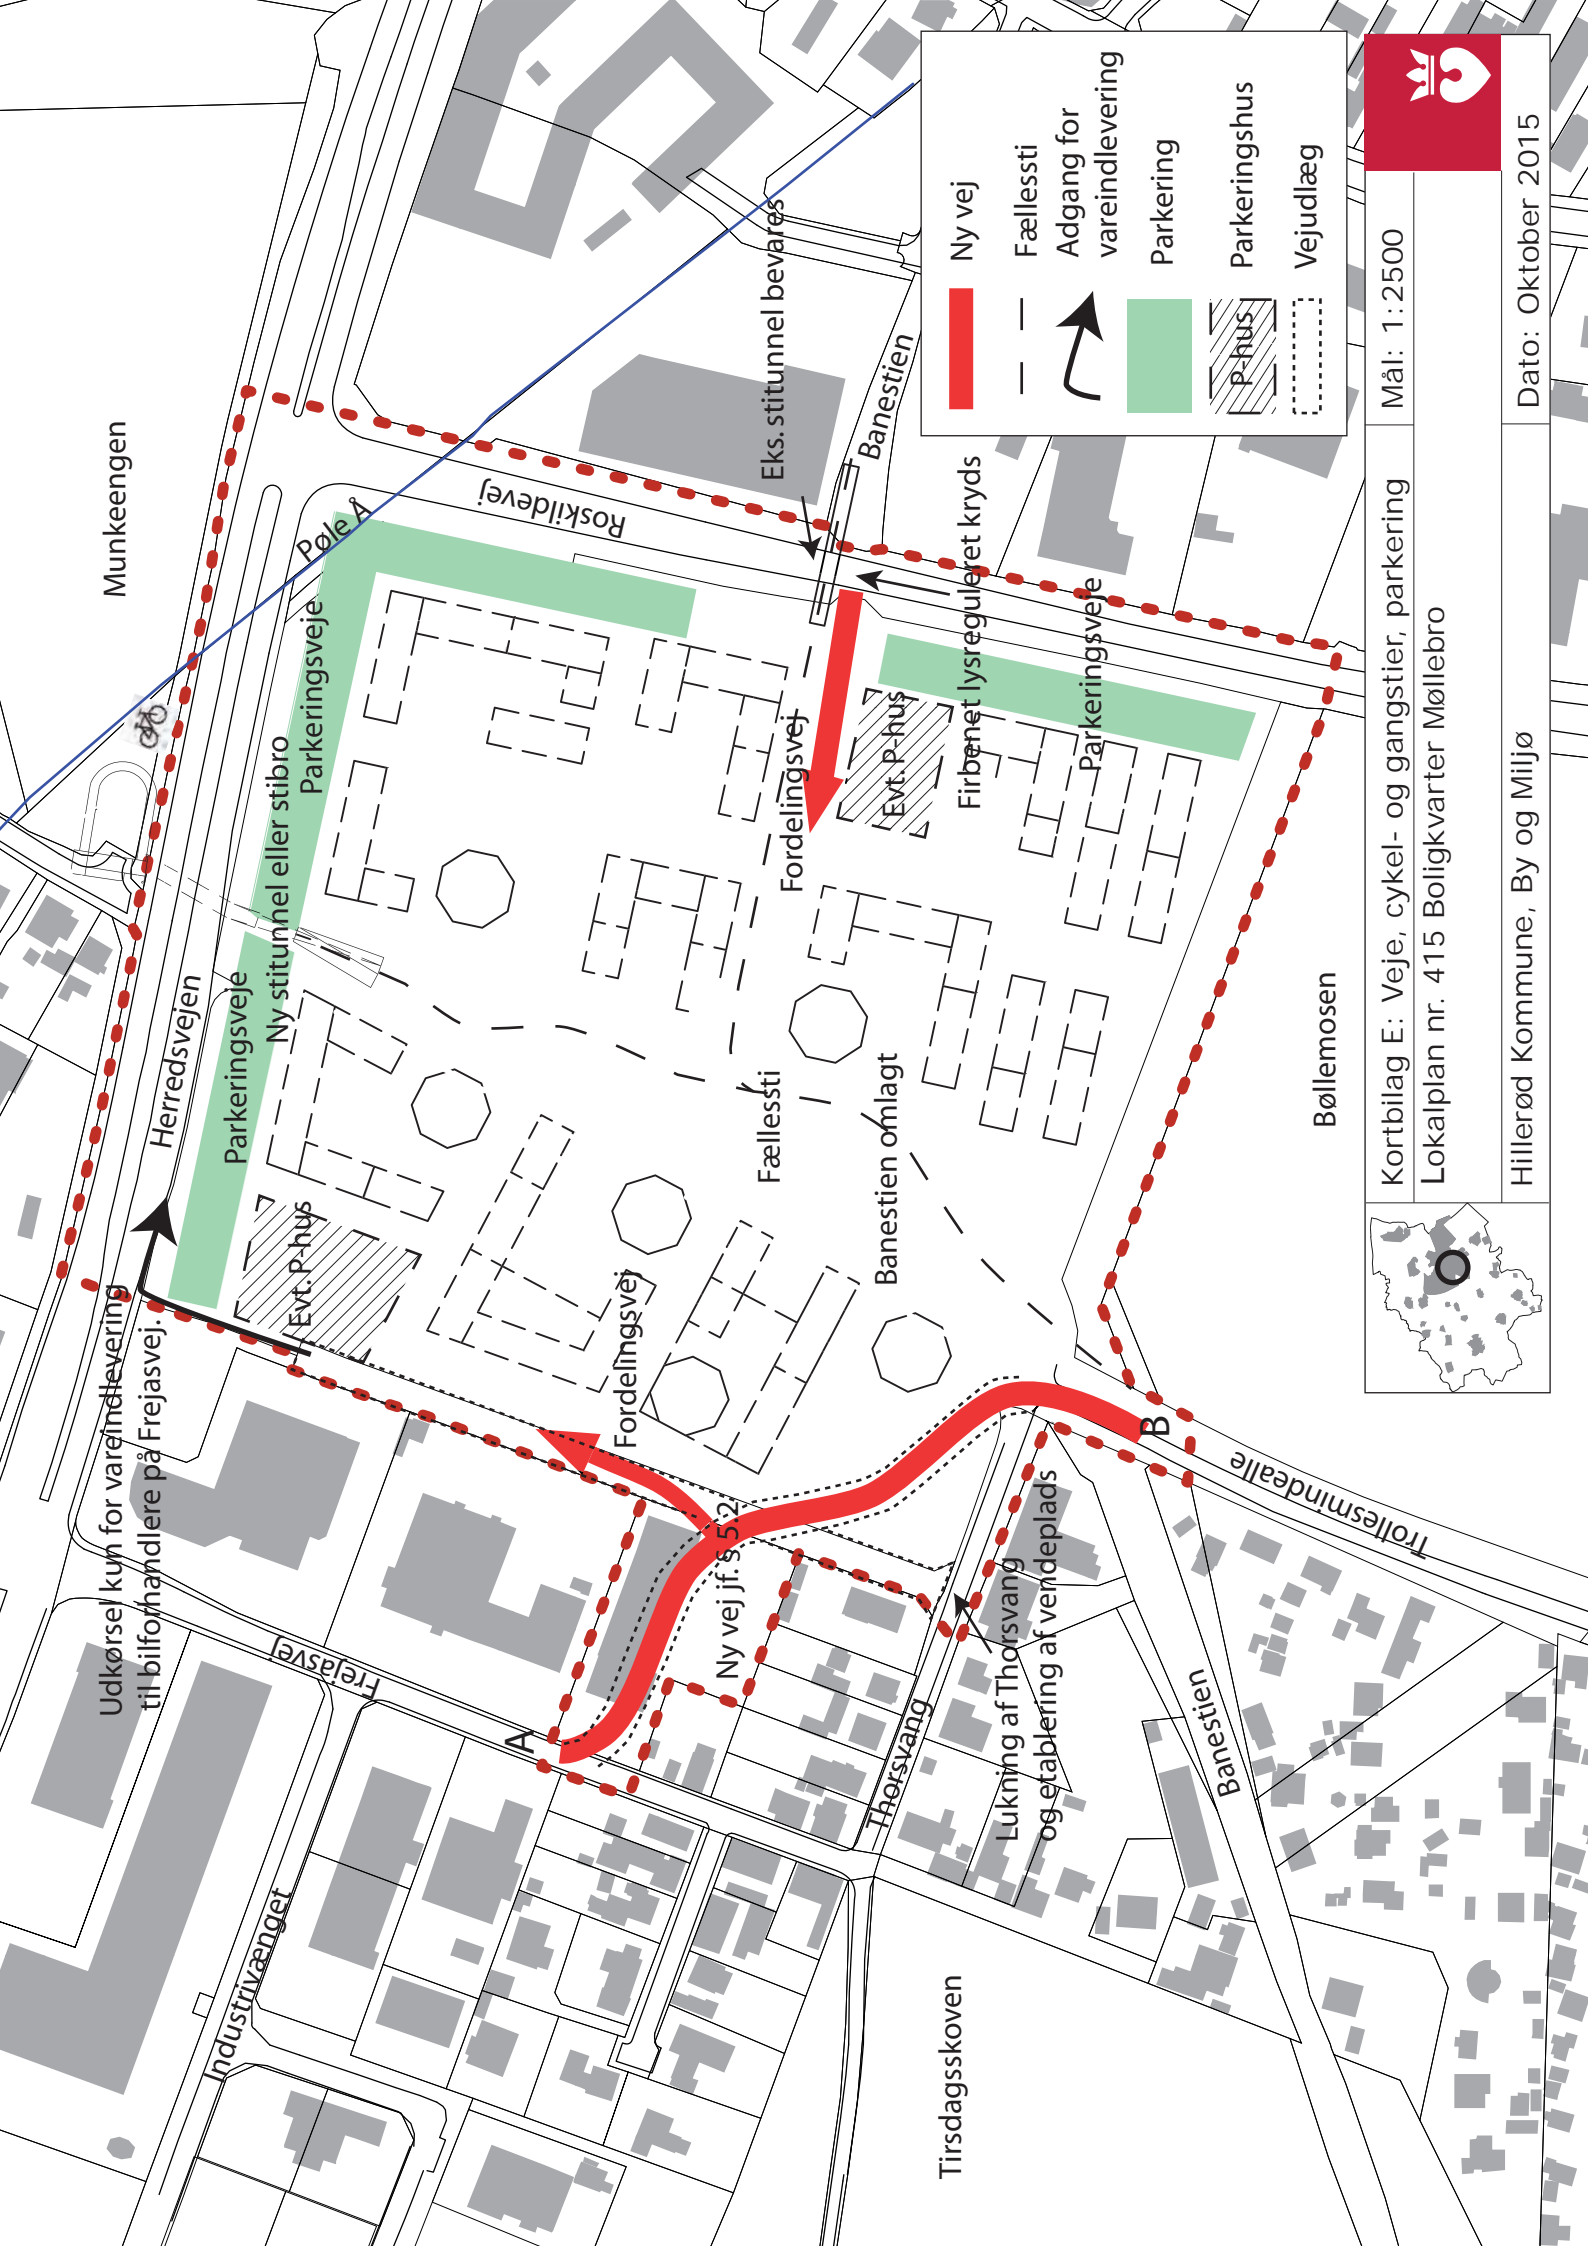 Munkeengen
Herredsvejen
Pøle Å
Roskildevej
Parkeringsveje
Ny stitunnel eller stibro
Parkeringsveje
Udkørsel kun for vareindlevering
til bilforhandlere på Frejasvej.
Evt. P-hus
Eks. stitunnel bevares
Banestien
Fordelingsvej
Evt. P-hus
Firbenet lysreguleret kryds
Parkeringsveje
Fællessti
Banestien omlagt
Fordelingsvej
Bøllemosen
Frejasvej
Industrivænget
A
Ny vej jf. § 5.2
B
Trollesmindealle
Thorsvang
Lukning af Thorsvang
og etablering af vendeplads
Banestien
Tirsdagsskoven
Ny vej
Fællessti
Adgang for
vareindlevering
Parkering
P-hus
Parkeringshus
Vejudlæg
Kortbilag E: Veje, cykel- og gangstier, parkering
Mål: 1:2500
Lokalplan nr. 415 Boligkvarter Møllebro
Hillerød Kommune, By og Miljø
Dato: Oktober 2015